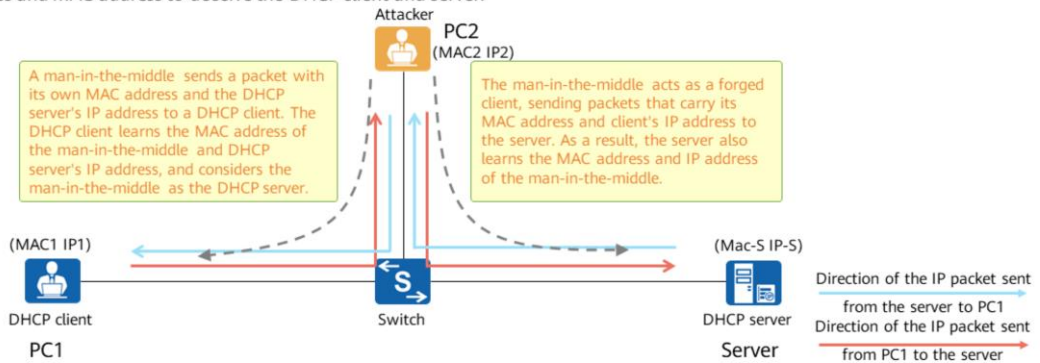 Attacker
PC2
(MAC2 IP2)
A man-in-the-middle sends a packet with
its own MAC address and the DHCP
server's IP address to a DHCP client. The
DHCP client learns the MAC address of
the man-in-the-middle and DHCP
server's IP address, and considers the
man-in-the-middle as the DHCP server.
The man-in-the-middle acts as a forged
client, sending packets that carry its
MAC address and client's IP address to
the server. As a result, the server also
learns the MAC address and IP address
of the man-in-the-middle.
(MAC1 IP1)
(Mac-S IP-S)
S
DHCP client
Switch
DHCP server
PC1
Server
Direction of the IP packet sent
from the server to PC1
Direction of the IP packet sent
from PC1 to the server